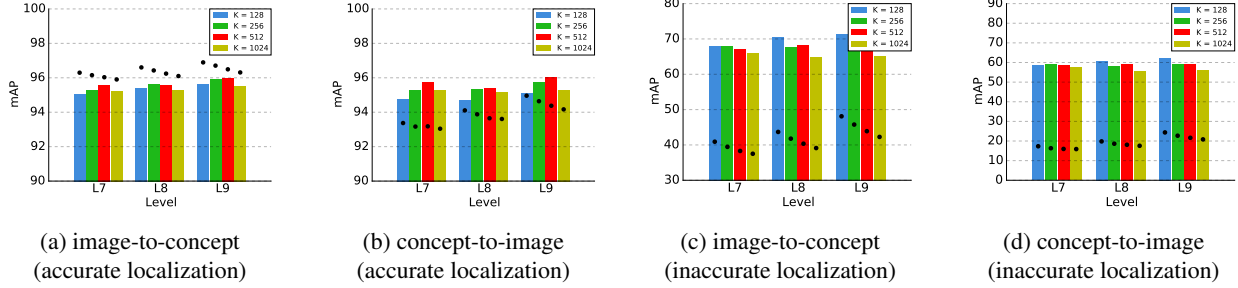 100
98
96
94
92
90
mAP
L7 L8 L9
Level
K = 128
K = 256
K = 512
K = 1024
(a) image-to-concept
(accurate localization)
100
98
96
94
92
90
mAP
L7 L8 L9
Level
K = 128
K = 256
K = 512
K = 1024
(b) concept-to-image
(accurate localization)
80
70
60
50
40
30
mAP
L7 L8 L9
Level
K = 128
K = 256
K = 512
K = 1024
(c) image-to-concept
(inaccurate localization)
90
80
70
60
50
40
30
20
10
0
mAP
L7 L8 L9
Level
K = 128
K = 256
K = 512
K = 1024
(d) concept-to-image
(inaccurate localization)